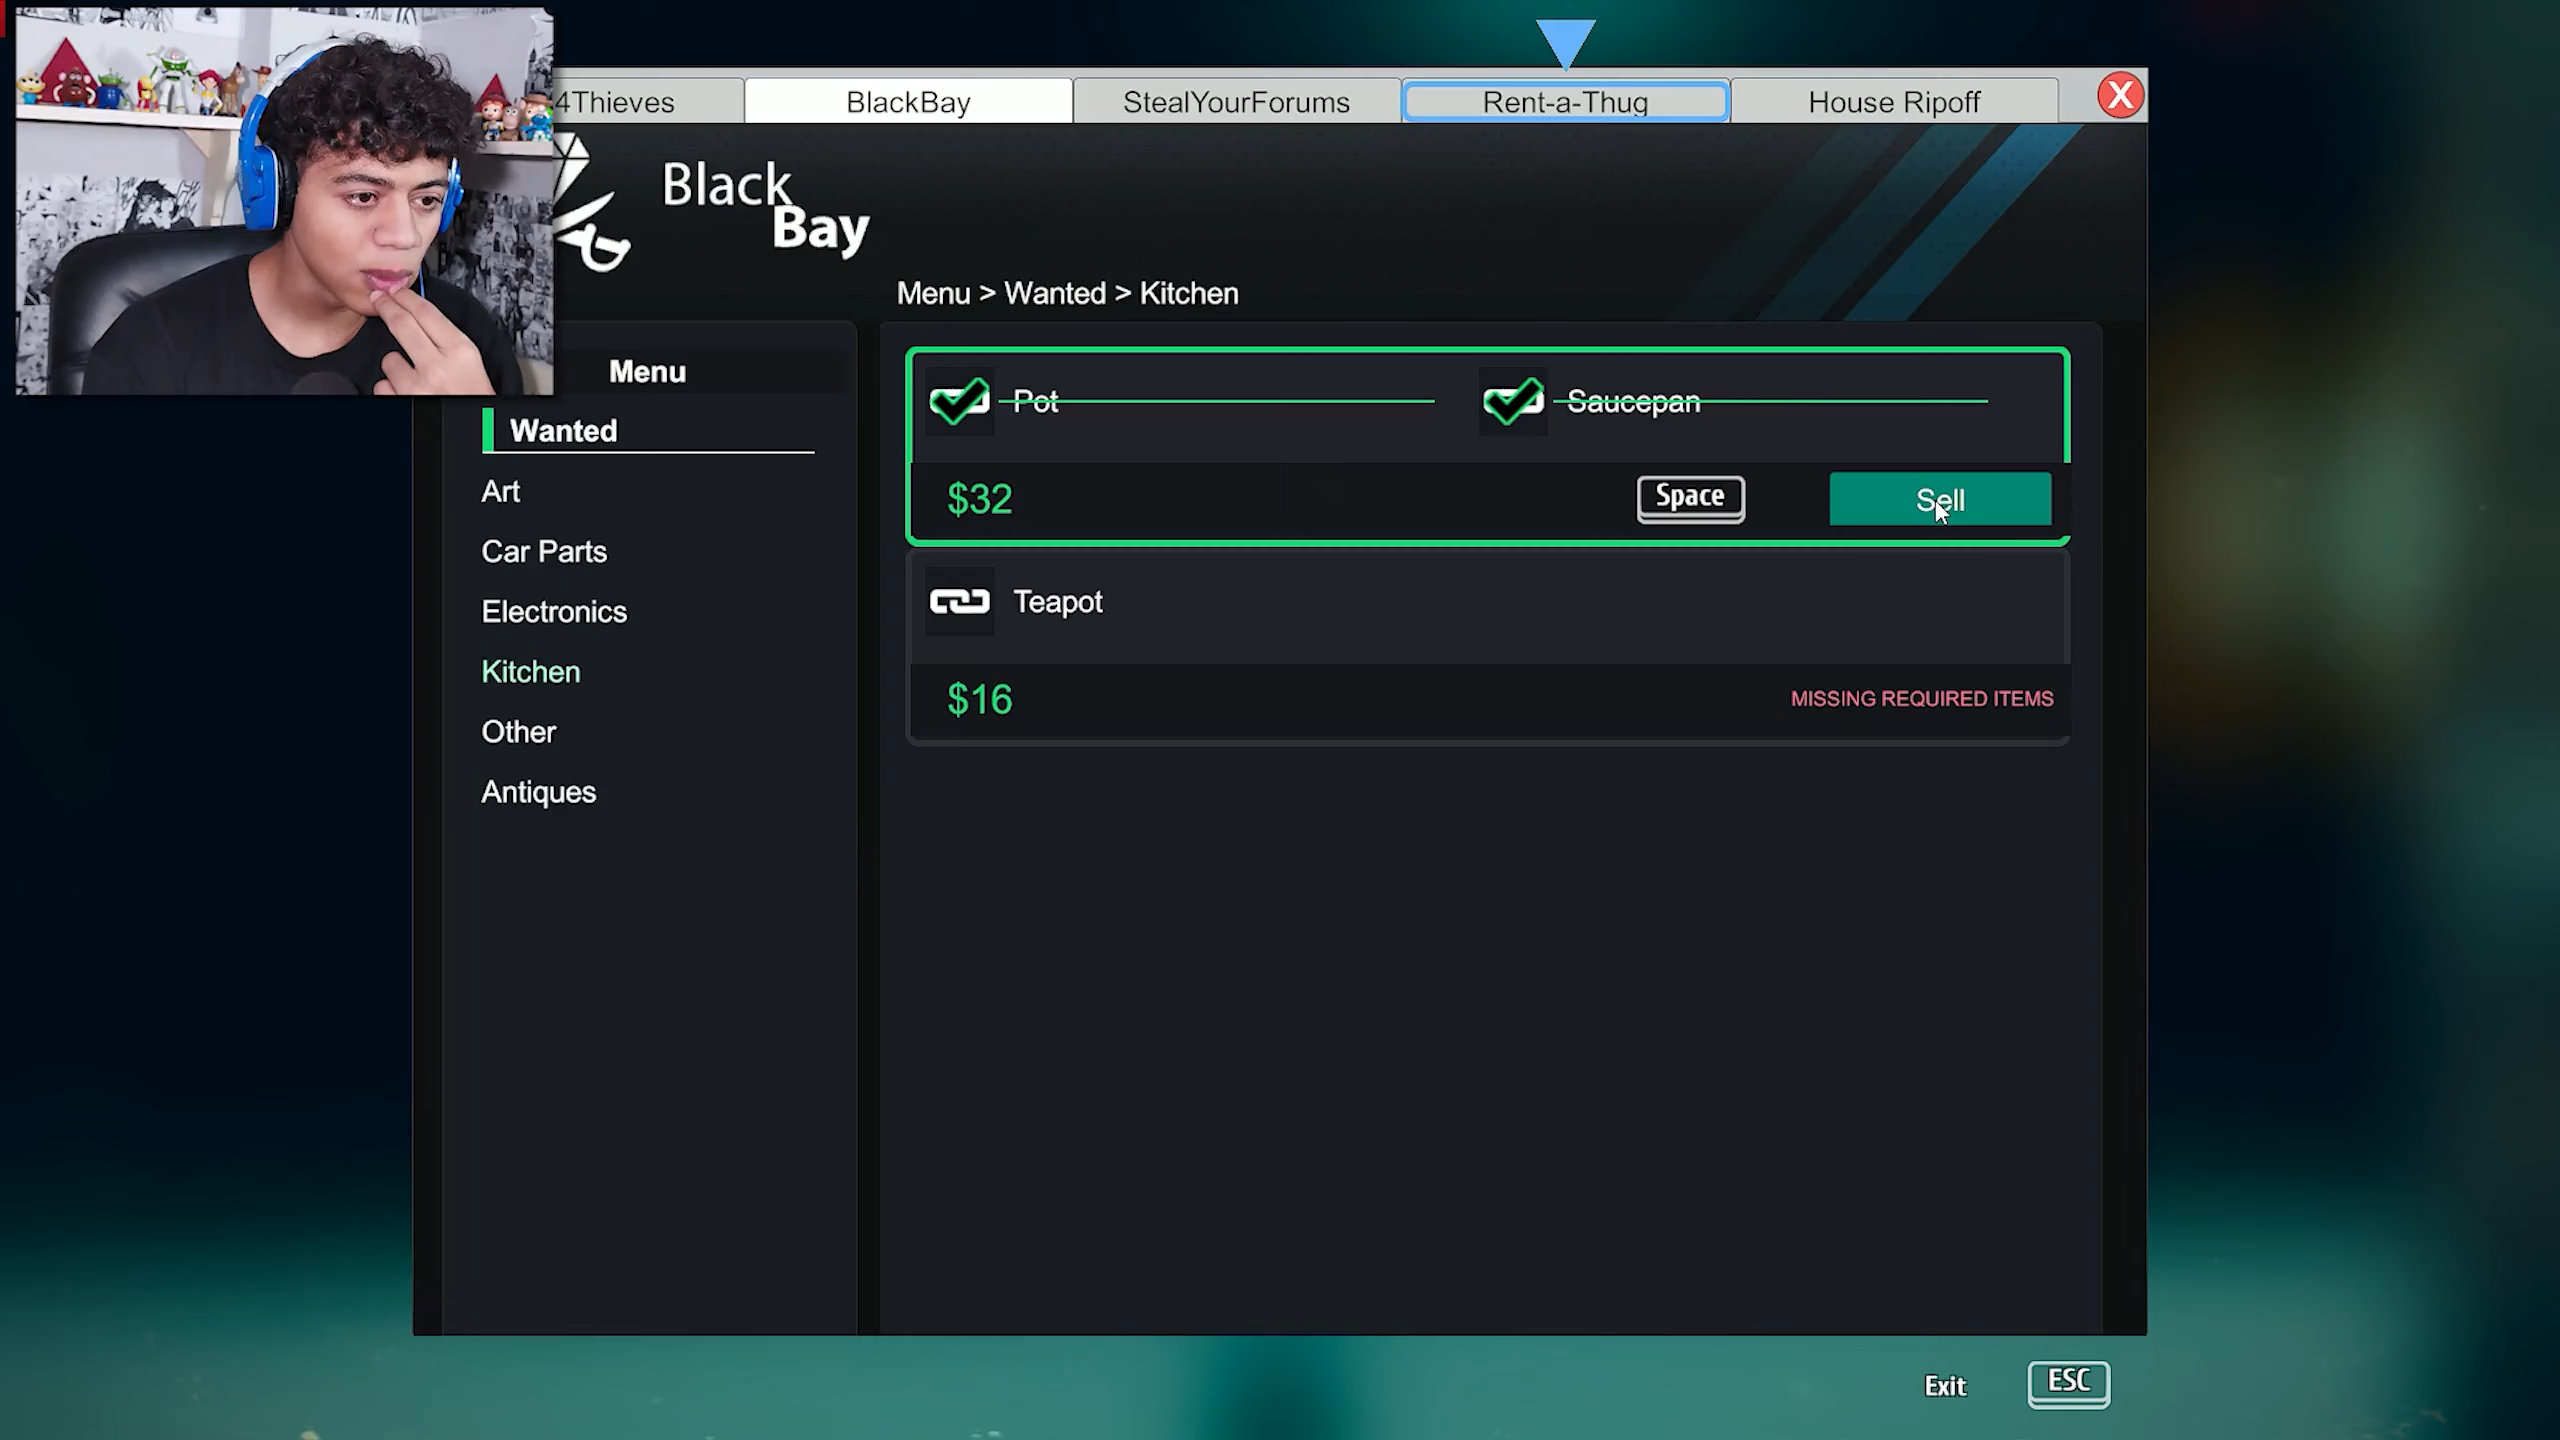 4Thieves
BlackBay
StealYourForums
Rent-a-Thug
House Ripoff
X
Black
Bay
Menu > Wanted > Kitchen
Menu
Wanted
Art
Car Parts
Electronics
Kitchen
Other
Antiques
Pot
Saucepan
$32
Space
Sell
Teapot
$16
MISSING REQUIRED ITEMS
Exit
ESC